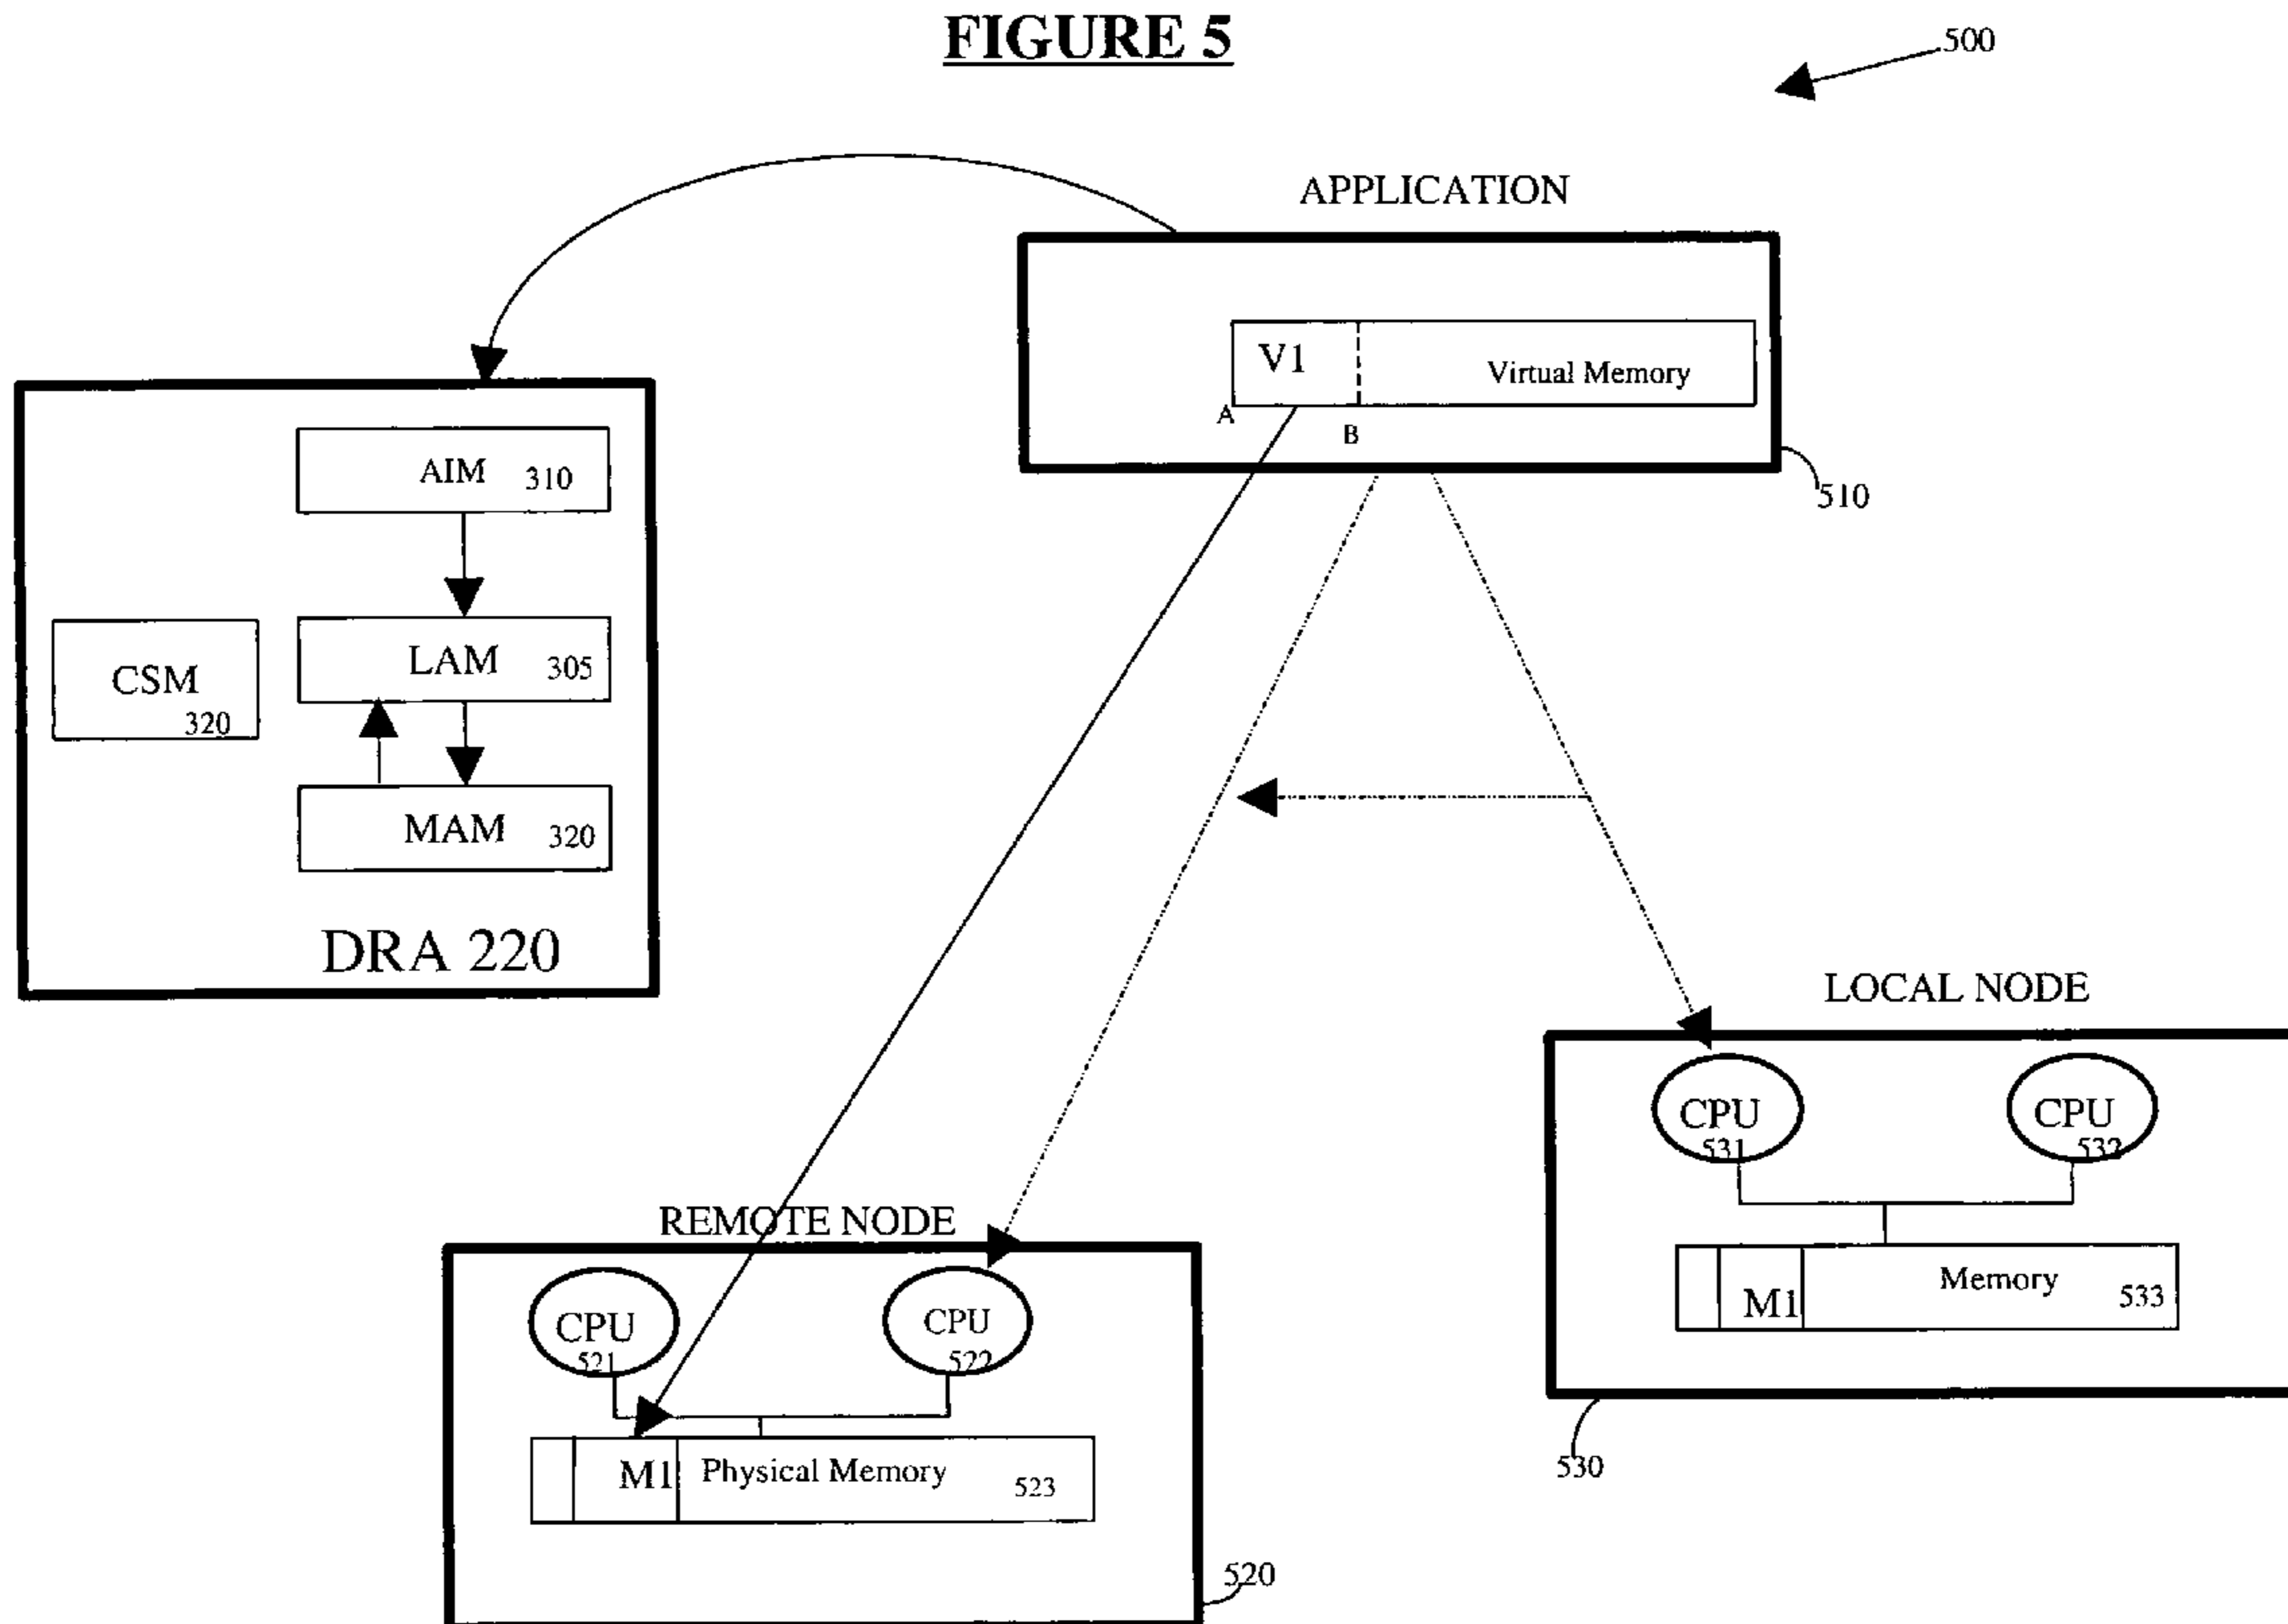 FIGURE 5
500
APPLICATION
V1
Virtual Memory
A
B
510
AIM 310
LAM 305
CSM
320
MAM 320
DRA 220
LOCAL NODE
CPU
531
CPU
532
Memory
M1
533
530
REMOTE NODE
CPU
521
CPU
522
M1 Physical Memory 523
520